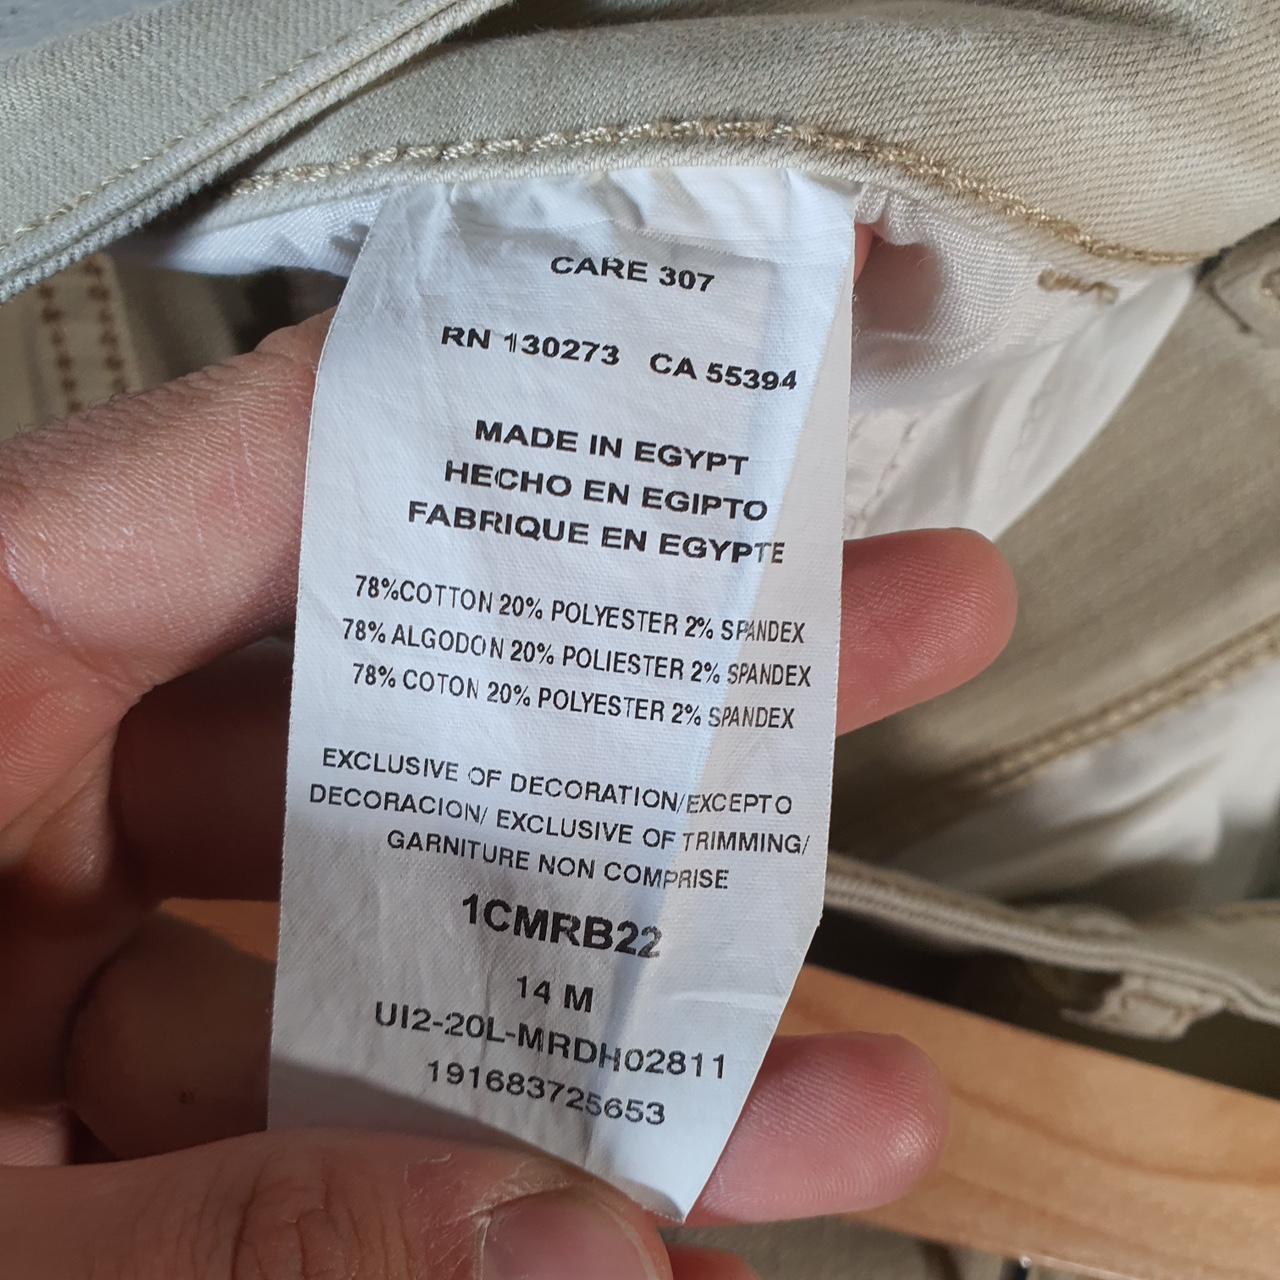 CARE 307
RN 130273 CA 55394
MADE IN EGYPT
HECHO EN EGIPTO
FABRIQUE EN EGYPTE
78%COTTON 20% POLYESTER 2% SPANDEX
78% ALGODON 20% POLIESTER 2% SPANDEX
78% COTON 20% POLYESTER 2% SPANDEX
EXCLUSIVE OF DECORATION/EXCEPTO
DECORACION/ EXCLUSIVE OF TRIMMING/
GARNITURE NON COMPRISE
1CMRB22
14 M
UI2-20L-MRDH02811
191683725653